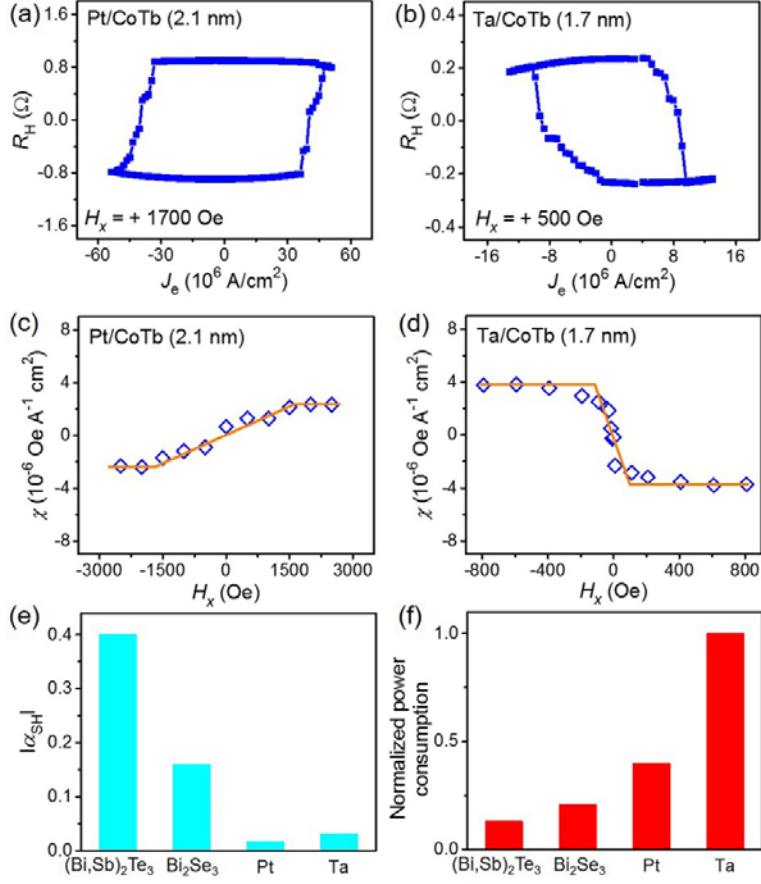 (a) Pt/CoTb (2.1 nm)
R_H (Ω)
1.6
0.8
0.0
-0.8
-1.6
H_x = + 1700 Oe
-60 -30 0 30 60
J_e (10^6 A/cm^2)
(b) Ta/CoTb (1.7 nm)
R_H (Ω)
0.4
0.2
0.0
-0.2
-0.4
H_x = + 500 Oe
-16 -8 0 8 16
J_e (10^6 A/cm^2)
(c) Pt/CoTb (2.1 nm)
χ (10^-6 Oe A^-1 cm^2)
8
4
0
-4
-8
-3000 -1500 0 1500 3000
H_x (Oe)
(d) Ta/CoTb (1.7 nm)
χ (10^-6 Oe A^-1 cm^2)
8
4
0
-4
-8
-800 -400 0 400 800
H_x (Oe)
(e)
|α_SH|
0.4
0.3
0.2
0.1
0.0
(Bi,Sb)₂Te₃ Bi₂Se₃ Pt Ta
(f)
Normalized power
consumption
1.0
0.5
0.0
(Bi,Sb)₂Te₃ Bi₂Se₃ Pt Ta